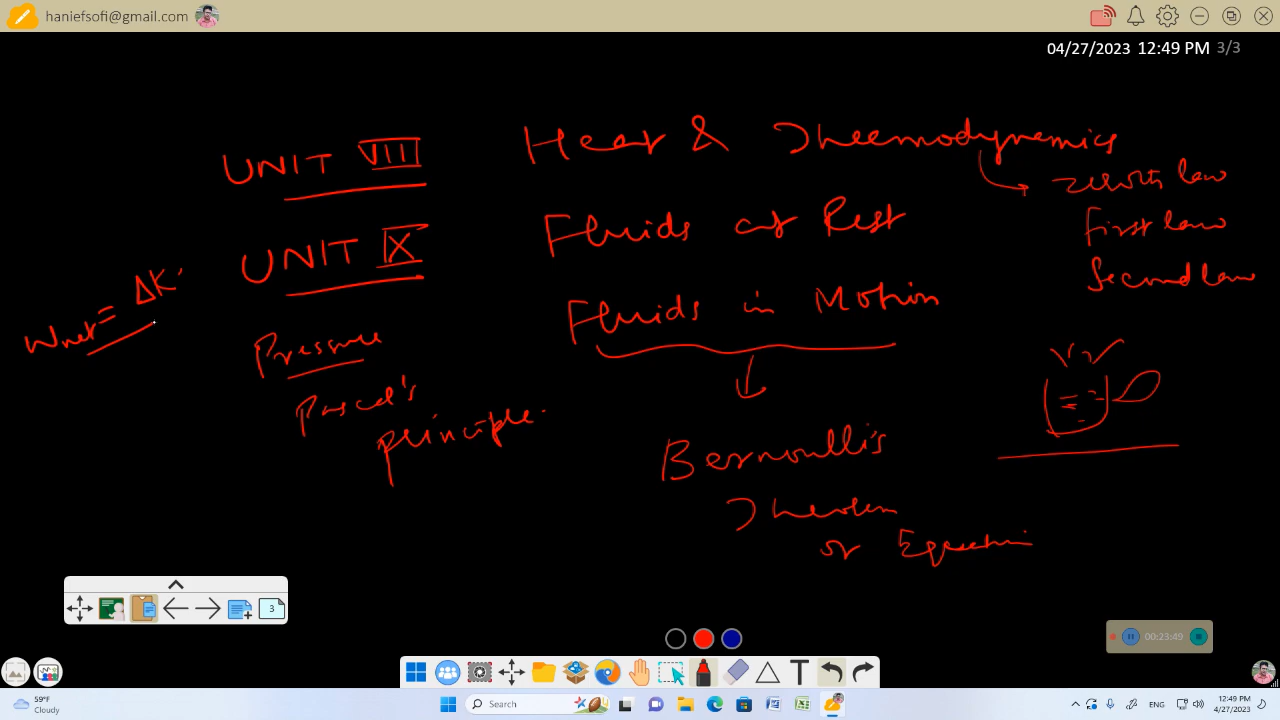 haniefsofi@gmail.com
04/27/2023 12:49 PM 3/3
UNIT VIII
Heat & Thermodynamics
Zeroth law
First law
Second law
UNIT IX
Fluids at Rest
Fluids in Motion
Wnet = ΔK
Pressure
Pascal's
principle.
Bernoulli's
Theorem
or Equation
3
00:23:49
T
59°F
Cloudy
Search
ENG
12:49 PM
4/27/2023